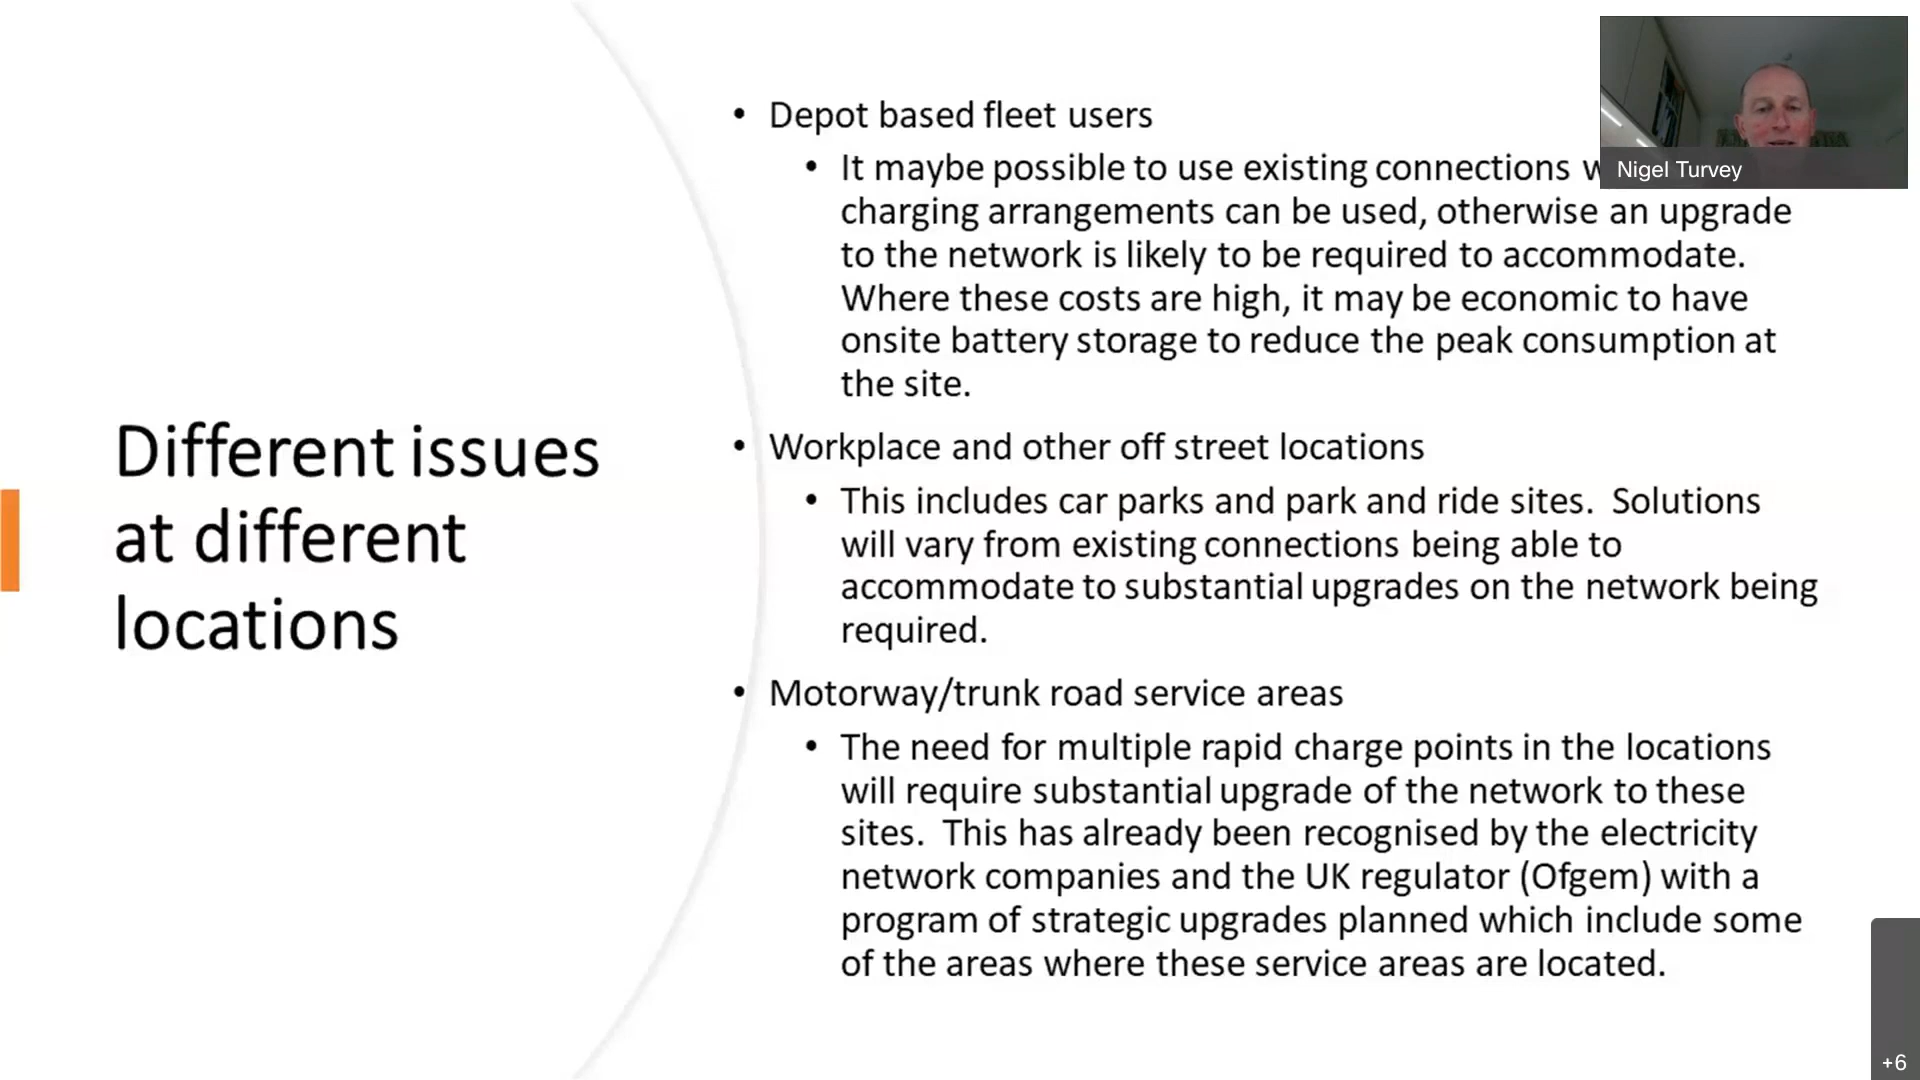 Different issues
at different
locations
• Depot based fleet users
• It maybe possible to use existing connections
charging arrangements can be used, otherwise an upgrade
to the network is likely to be required to accommodate.
Where these costs are high, it may be economic to have
onsite battery storage to reduce the peak consumption at
the site.
• Workplace and other off street locations
• This includes car parks and park and ride sites.  Solutions
will vary from existing connections being able to
accommodate to substantial upgrades on the network being
required.
• Motorway/trunk road service areas
• The need for multiple rapid charge points in the locations
will require substantial upgrade of the network to these
sites.  This has already been recognised by the electricity
network companies and the UK regulator (Ofgem) with a
program of strategic upgrades planned which include some
of the areas where these service areas are located.
Nigel Turvey
+6